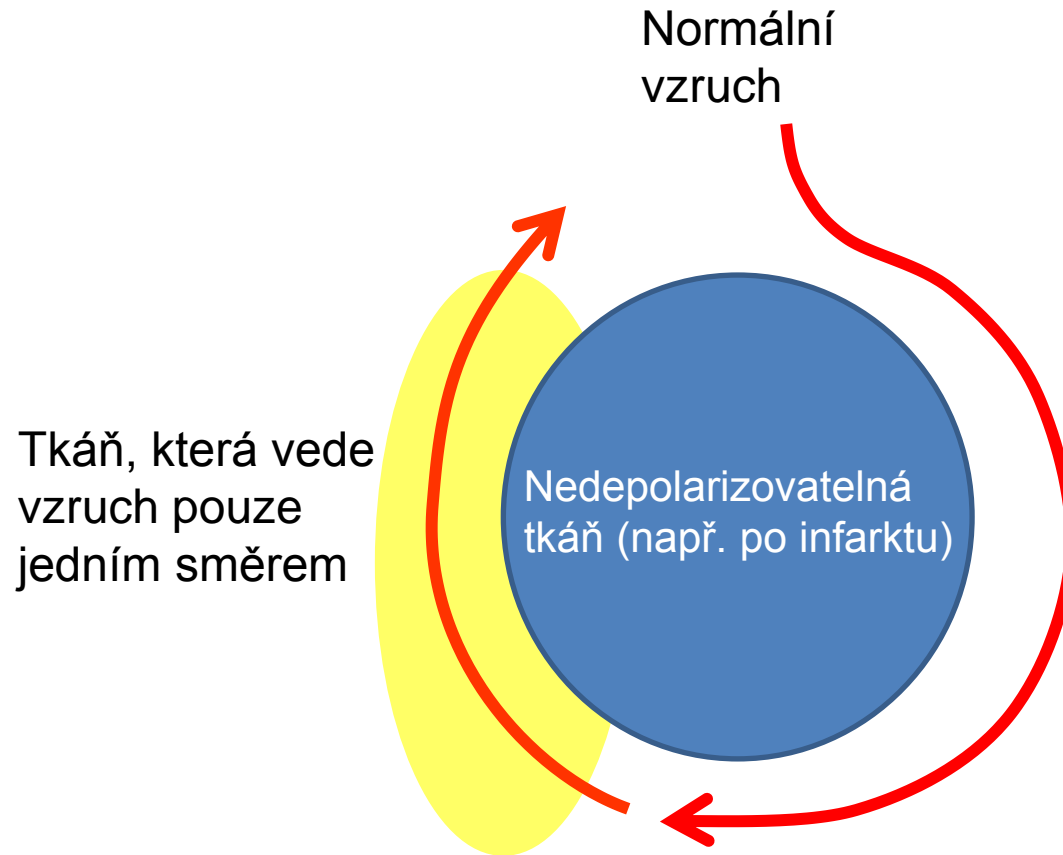 Normální
vzruch
Tkáň, která vede
vzruch pouze
jedním směrem
Nedepolarizovatelná
tkáň (např. po infarktu)